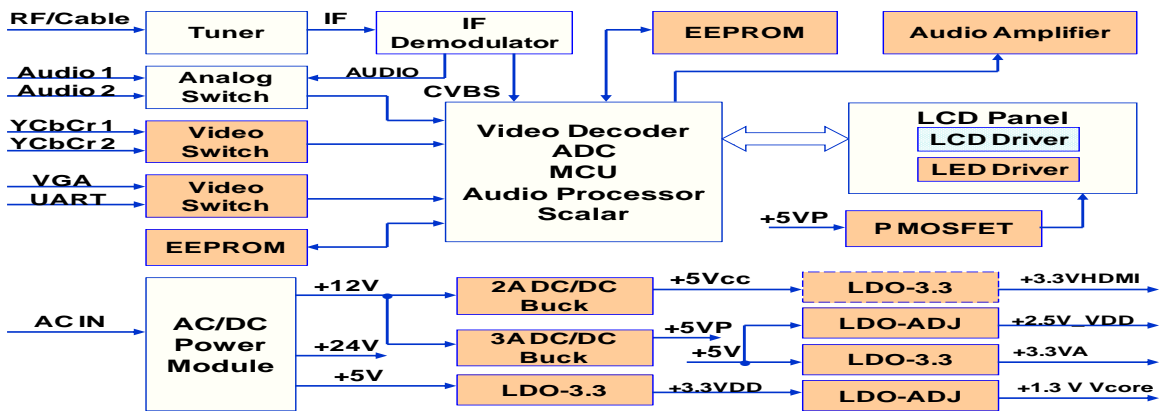 RF/Cable
Tuner
IF
IF
Demodulator
EEPROM
Audio Amplifier
Audio 1
Audio 2
Analog
Switch
AUDIO
CVBS
YCbCr 1
YCbCr 2
Video
Switch
Video Decoder
ADC
MCU
Audio Processor
Scalar
LCD Panel
LCD Driver
LED Driver
VGA
UART
Video
Switch
EEPROM
+5VP
P MOSFET
AC IN
AC/DC
Power
Module
+12V
+24V
+5V
2A DC/DC
Buck
+5Vcc
LDO-3.3
+3.3VHDMI
3A DC/DC
Buck
+5VP
+5V
LDO-ADJ
+2.5V_VDD
LDO-3.3
+3.3VA
LDO-3.3
+3.3VDD
LDO-ADJ
+1.3 V Vcore